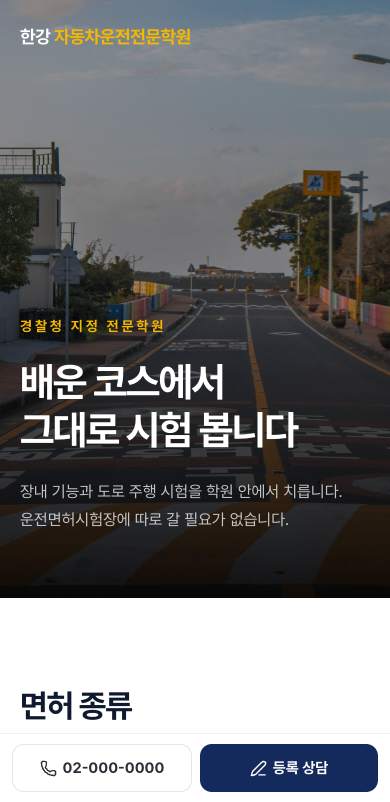 한강 자동차운전전문학원
경찰청 지정 전문학원
배운 코스에서
그대로 시험 봅니다
장내 기능과 도로 주행 시험을 학원 안에서 치릅니다.
운전면허시험장에 따로 갈 필요가 없습니다.
면허 종류
02-000-0000
등록 상담